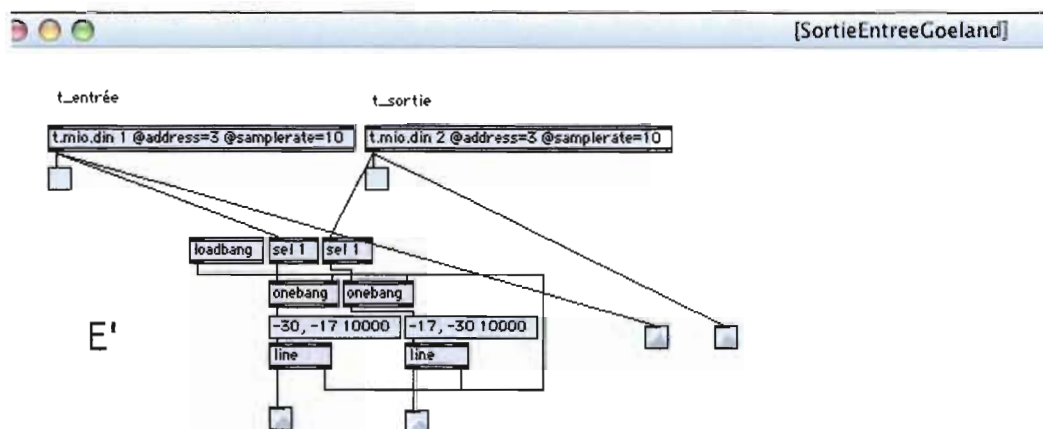 [SortieEntreeGoeland]
t_entrée
t_sortie
t.mio.din 1 @address=3 @samplerate=10
t.mio.din 2 @address=3 @samplerate=10
loadbang
sel 1
sel 1
onebang
onebang
-30, -17 10000
-17, -30 10000
E'
line
line